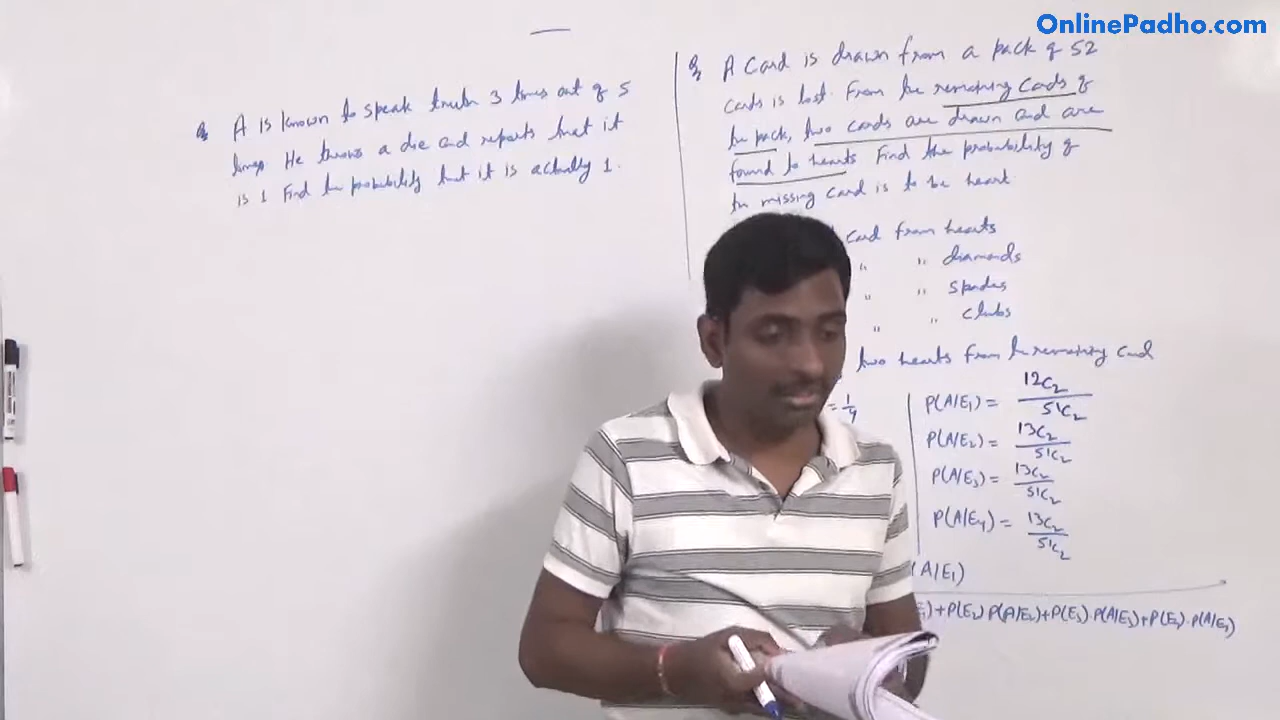 OnlinePadho.com
Q A is known to speak truth 3 times out of 5
times. He throws a die and reports that it
is 1 Find the probability that it is actually 1.
Q A Card is drawn from a pack of 52
cards is lost. From the remaining cards of
the pack, two cards are drawn and are
found to hearts Find the probability of
the missing card is to be heart
card from hearts
" " diamonds
" " spades
" " clubs
two hearts from the remaining card
= 1/4
P(A/E1) = 12C2/51C2
P(A/E2) = 13C2/51C2
P(A/E3) = 13C2/51C2
P(A/E4) = 13C2/51C2
(A/E1)
E1) + P(E2) P(A/E2) + P(E3) . P(A/E3) + P(E4) . P(A/E4)